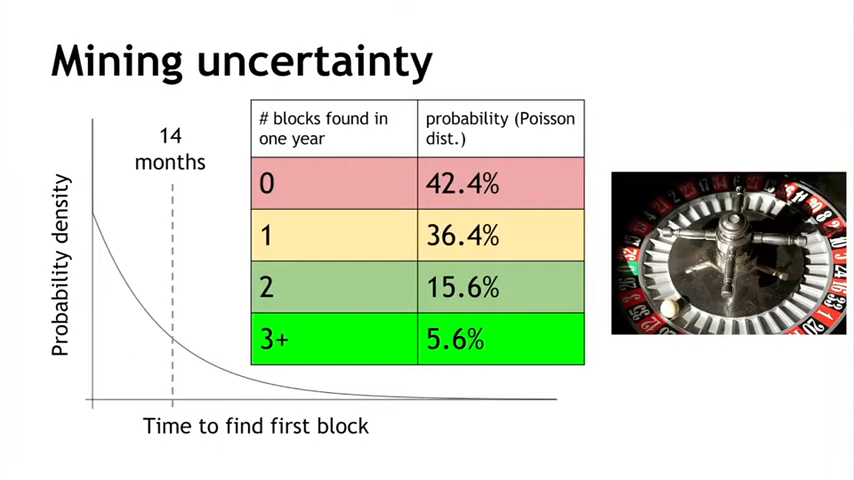 Mining uncertainty
14
months
Probability density
Time to find first block
# blocks found in
one year
probability (Poisson
dist.)
0
42.4%
1
36.4%
2
15.6%
3+
5.6%